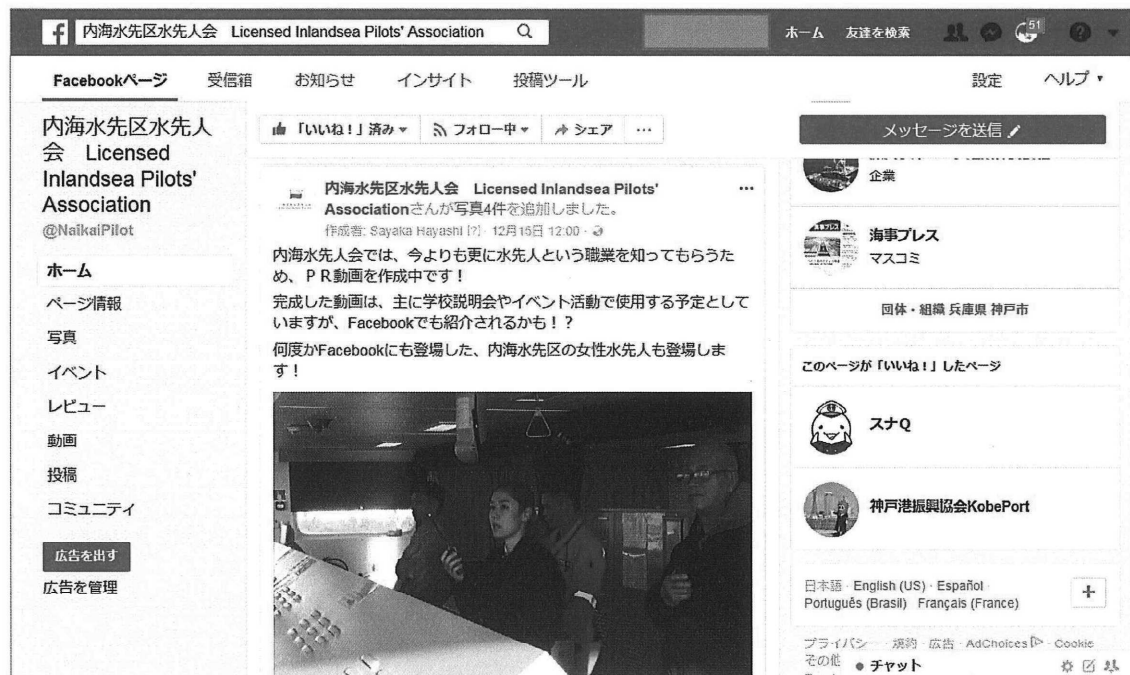 f 内海水先区水先人会 Licensed Inlandsea Pilots' Association
ホーム 友達を検索 51
Facebookページ 受信箱 お知らせ インサイト 投稿ツール 設定 ヘルプ
内海水先区水先人
会 Licensed
Inlandsea Pilots'
Association
@NaikaiPilot
ホーム
ページ情報
写真
イベント
レビュー
動画
投稿
コミュニティ
広告を出す
広告を管理
「いいね！」済み フォロー中 シェア …
内海水先区水先人会 Licensed Inlandsea Pilots' …
Associationさんが写真4件を追加しました。
作成者: Sayaka Hayashi [?] · 12月15日 12:00 ·
内海水先人会では、今よりも更に水先人という職業を知ってもらうた
め、ＰＲ動画を作成中です！
完成した動画は、主に学校説明会やイベント活動で使用する予定として
いますが、Facebookでも紹介されるかも！？
何度かFacebookにも登場した、内海水先区の女性水先人も登場しま
す！
メッセージを送信
企業
海事プレス
海事プレス
マスコミ
団体・組織 兵庫県 神戸市
このページが「いいね！」したページ
スナQ
神戸港振興協会KobePort
日本語 · English (US) · Español ·
Português (Brasil) · Français (France)
+
プライバシー · 規約 · 広告 · AdChoices · Cookie ·
その他
チャット